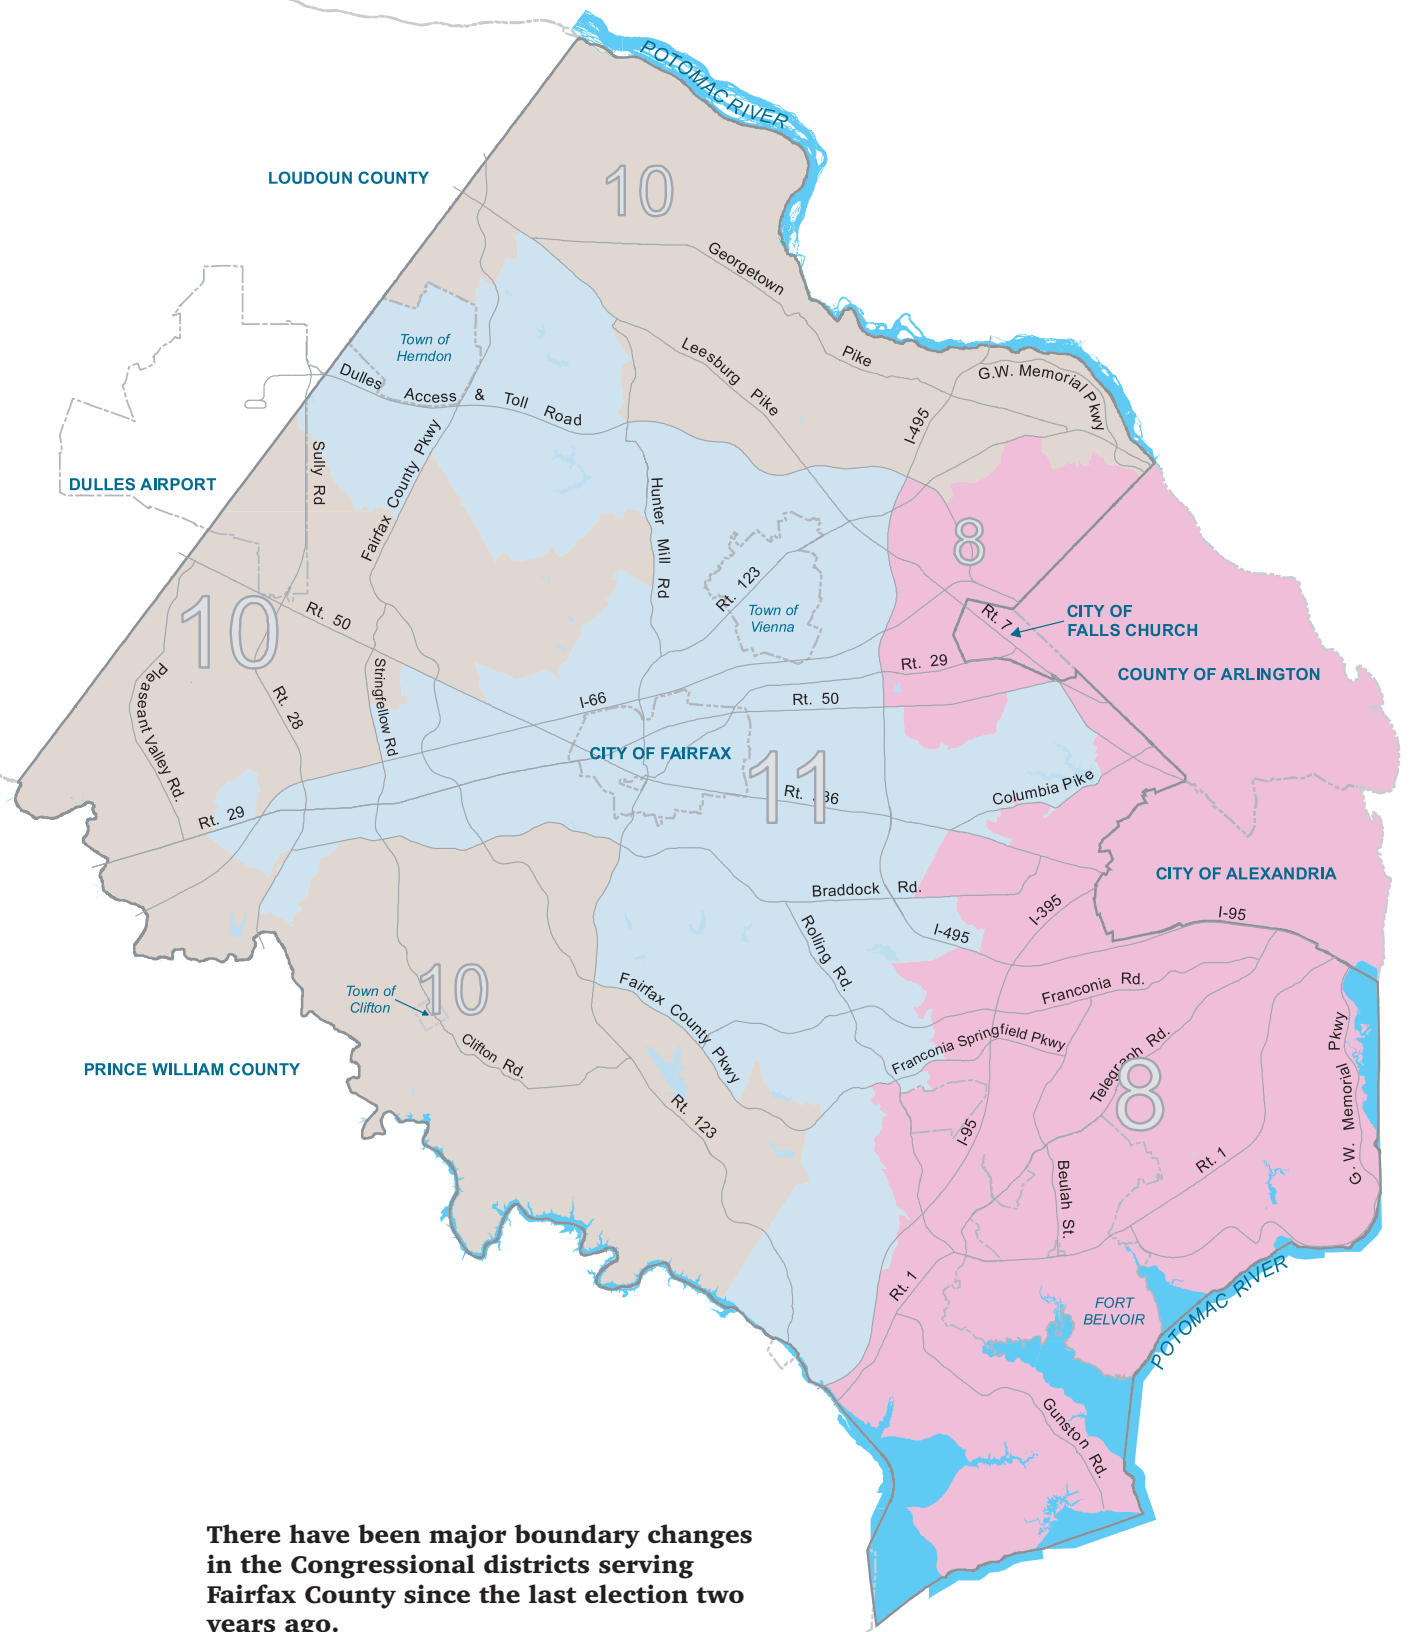 POTOMAC RIVER
LOUDOUN COUNTY
10
Georgetown
Pike
Town of
Herndon
Leesburg Pike
G.W. Memorial Pkwy
Dulles Access & Toll Road
I-495
Fairfax County Pkwy
Sully Rd
DULLES AIRPORT
Hunter Mill Rd
8
Rt. 123
Town of
Vienna
Rt. 7
CITY OF
FALLS CHURCH
10
Rt. 50
Rt. 29
COUNTY OF ARLINGTON
Pleaseant Valley Rd.
Rt. 28
Stringfellow Rd
I-66
Rt. 50
CITY OF FAIRFAX
11
Rt. 36
Columbia Pike
Rt. 29
CITY OF ALEXANDRIA
Braddock Rd.
I-395
I-95
I-495
Rolling Rd.
10
Town of
Clifton
Fairfax County Pkwy
Franconia Rd.
Clifton Rd.
Franconia Springfield Pkwy
Telegraph Rd.
G. W. Memorial Pkwy
PRINCE WILLIAM COUNTY
8
Rt. 123
I-95
Beulah St.
Rt. 1
Rt. 1
FORT
BELVOIR
POTOMAC RIVER
Gunston Rd.
There have been major boundary changes
in the Congressional districts serving
Fairfax County since the last election two
years ago.